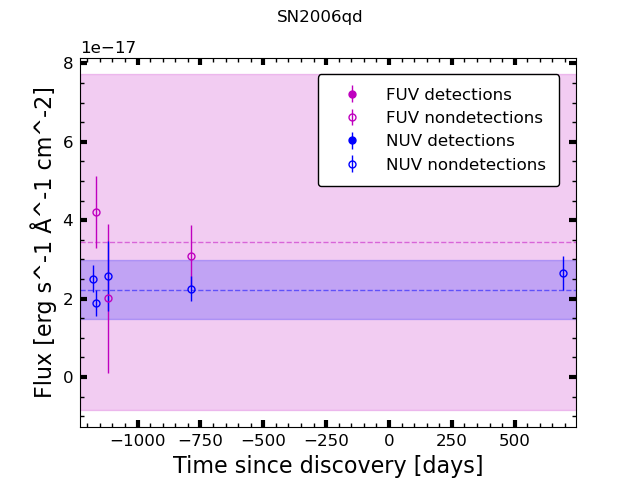 SN2006qd
1e−17
8
6
4
2
0
Flux [erg s^-1 Å^-1 cm^-2]
FUV detections
FUV nondetections
NUV detections
NUV nondetections
−1000 −750 −500 −250 0 250 500
Time since discovery [days]